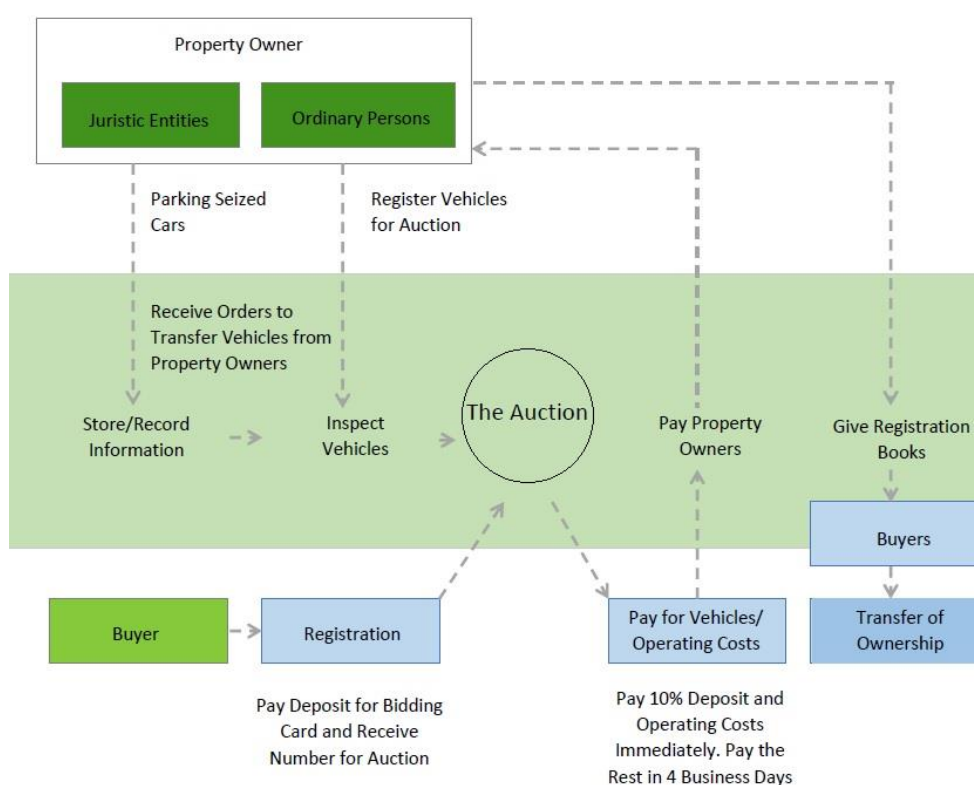 Property Owner
Juristic Entities
Ordinary Persons
Parking Seized
Cars
Register Vehicles
for Auction
Receive Orders to
Transfer Vehicles from
Property Owners
Store/Record
Information
Inspect
Vehicles
The Auction
Pay Property
Owners
Give Registration
Books
Buyers
Buyer
Registration
Pay for Vehicles/
Operating Costs
Transfer of
Ownership
Pay Deposit for Bidding
Card and Receive
Number for Auction
Pay 10% Deposit and
Operating Costs
Immediately. Pay the
Rest in 4 Business Days